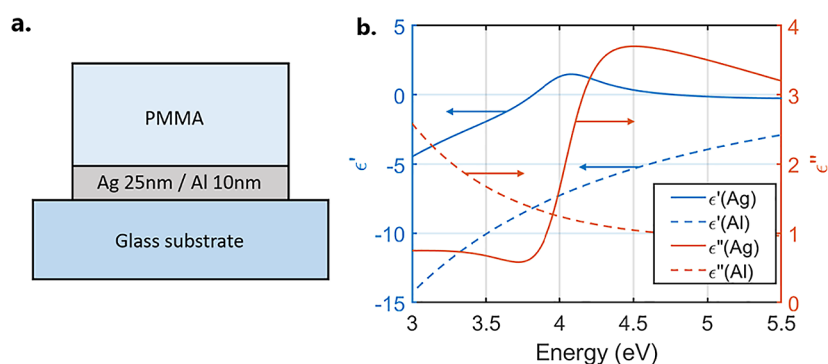 a.
PMMA
Ag 25nm / Al 10nm
Glass substrate
b.
5
0
-5
-10
-15
ϵ'
3
3.5
4
4.5
5
5.5
Energy (eV)
4
3
2
1
0
ϵ"
ϵ'(Ag)
ϵ'(Al)
ϵ"(Ag)
ϵ"(Al)